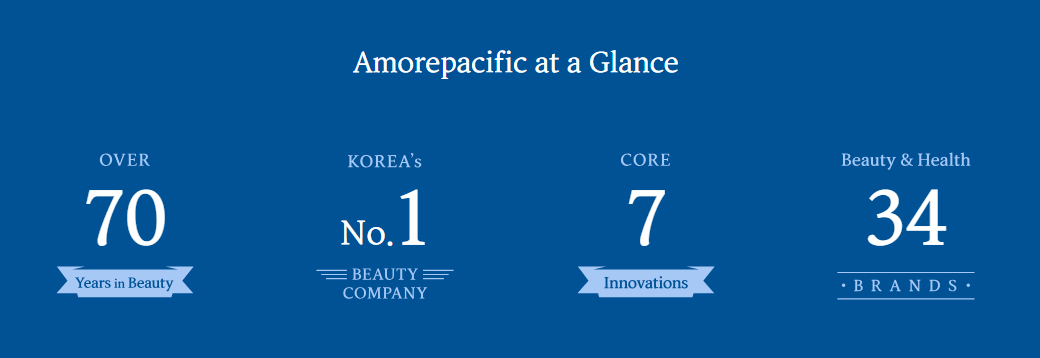 Amorepacific at a Glance
OVER
70
Years in Beauty
KOREA's
No.1
BEAUTY
COMPANY
CORE
7
Innovations
Beauty & Health
34
• BRANDS •